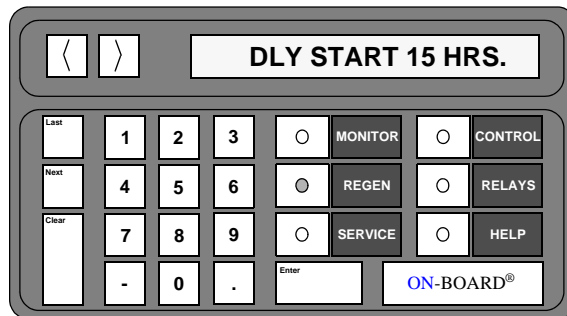 〈 〉 DLY START 15 HRS.
Last 1 2 3 MONITOR CONTROL
Next 4 5 6 REGEN RELAYS
Clear 7 8 9 SERVICE HELP
- 0 . Enter ON-BOARD®